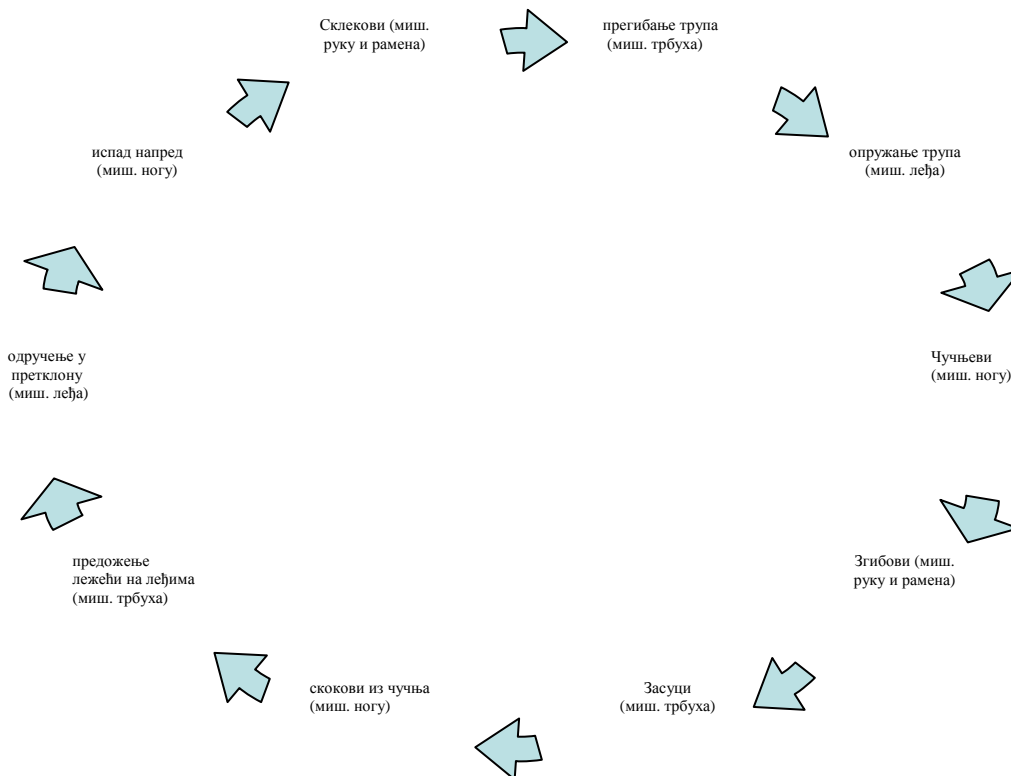 Склекови (миш.
руку и рамена)
прегибање трупа
(миш. трбуха)
опружање трупа
(миш. леђа)
Чучњеви
(миш. ногу)
Згибови (миш.
руку и рамена)
Засуци
(миш. трбуха)
скокови из чучња
(миш. ногу)
предожење
лежећи на леђима
(миш. трбуха)
одручење у
претклону
(миш. леђа)
испад напред
(миш. ногу)